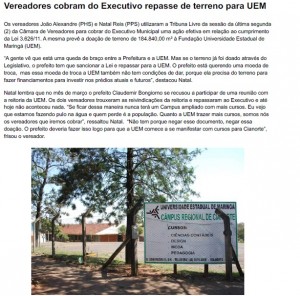 Vereadores cobram do Executivo repasse de terreno para UEM
Os vereadores João Alexandre (PHS) e Natal Reis (PPS) utilizaram a Tribuna Livre da sessão da última segunda
(2) da Câmara de Vereadores para cobrar do Executivo Municipal uma ação efetiva em relação ao cumprimento
da Lei 3.626/11. A mesma prevê a doação de terreno de 184.840,00 m² à Fundação Universidade Estadual de
Maringá (UEM).
"A gente vê que está uma queda de braço entre a Prefeitura e a UEM. Mas se o terreno já foi doado através do
Legislativo, o prefeito tem que sancionar a Lei e repassar para a UEM. O prefeito está querendo uma moeda de
troca, mas essa moeda de troca a UEM também não tem condições de dar, porque ela precisa do terreno para
fazer financiamentos para investir nos prédios atuais e futuros", destacou Natal.
Natal lembra que no mês de março o prefeito Claudemir Bongiorno se recusou a participar de uma reunião com
a reitoria da UEM. Os dois vereadores trouxeram as reivindicações da reitoria e repassaram ao Executivo e até
hoje não aconteceu nada. "Se ficar dessa maneira nunca terá um Campus ampliado com mais cursos. Eu vejo
que estamos fazendo pulo na água e quem perde é a população. Quanto a UEM trazer mais cursos, somos nós
os vereadores que iremos cobrar", ressaltou Natal. "Não tem porque negar esse documento, negar essa
doação. O prefeito deveria fazer isso logo para que a UEM comece a se manifestar com cursos para Cianorte",
frisou o vereador.
UNIVERSIDADE ESTADUAL DE MARINGÁ
CÂMPUS REGIONAL DE CIANORTE
CURSOS:
CIÊNCIAS CONTÁBEIS
DESIGN
MODA
PEDAGOGIA